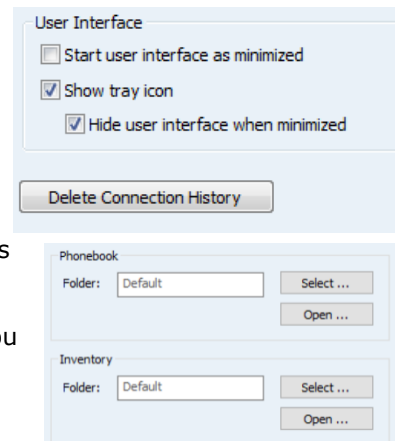 User Interface
Start user interface as minimized
Show tray icon
Hide user interface when minimized
Delete Connection History
s
Phonebook
Folder: Default Select ...
Open ...
ou
Inventory
Folder: Default Select ...
Open ...